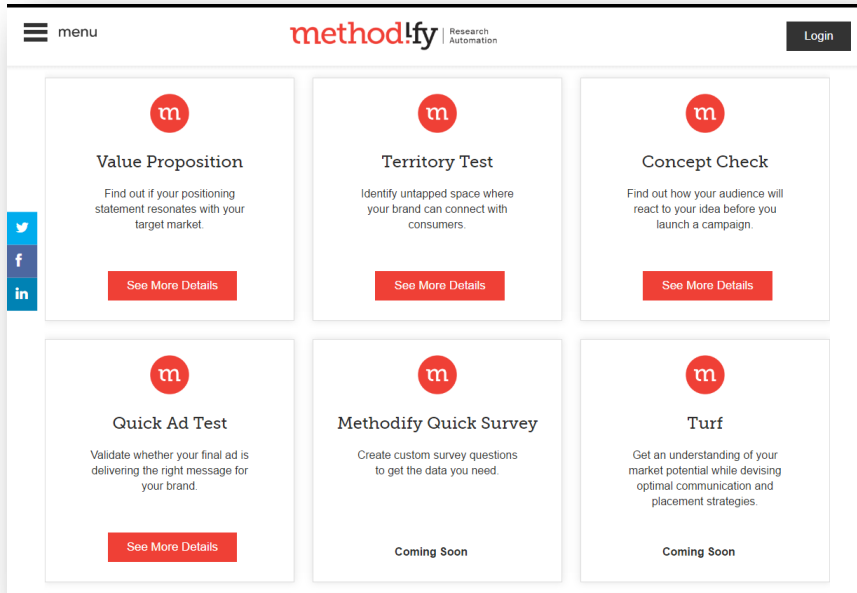 menu
method!fy
Research
Automation
Login
m
Value Proposition
Find out if your positioning
statement resonates with your
target market.
See More Details
m
Territory Test
Identify untapped space where
your brand can connect with
consumers.
See More Details
m
Concept Check
Find out how your audience will
react to your idea before you
launch a campaign.
See More Details
f
in
m
Quick Ad Test
Validate whether your final ad is
delivering the right message for
your brand.
See More Details
m
Methodify Quick Survey
Create custom survey questions
to get the data you need.
Coming Soon
m
Turf
Get an understanding of your
market potential while devising
optimal communication and
placement strategies.
Coming Soon